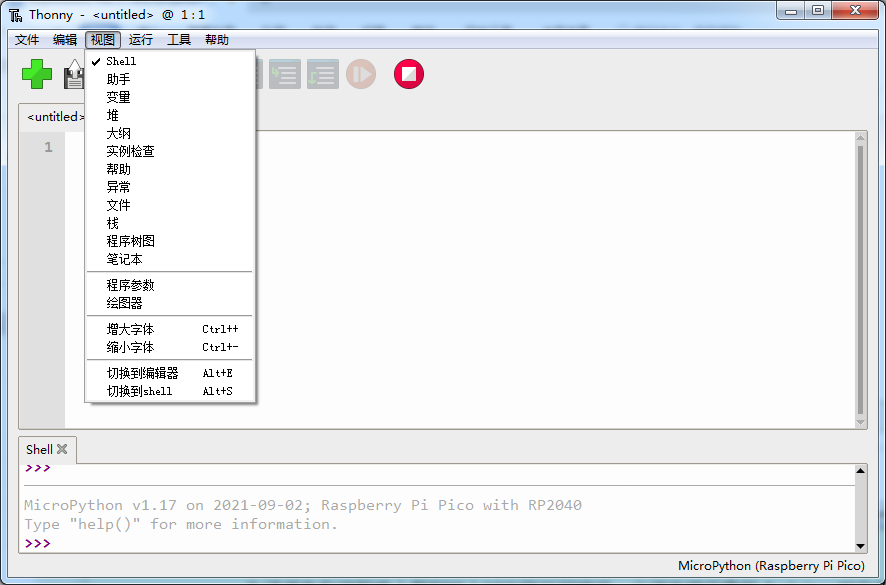 Thonny - <untitled> @ 1:1
文件 编辑 视图 运行 工具 帮助
Shell
助手
变量
堆
大纲
实例检查
帮助
异常
文件
栈
程序树图
笔记本
程序参数
绘图器
增大字体 Ctrl++
缩小字体 Ctrl+-
切换到编辑器 Alt+E
切换到shell Alt+S
<untitled>
1
Shell
>>>
MicroPython v1.17 on 2021-09-02; Raspberry Pi Pico with RP2040
Type "help()" for more information.
>>>
MicroPython (Raspberry Pi Pico)